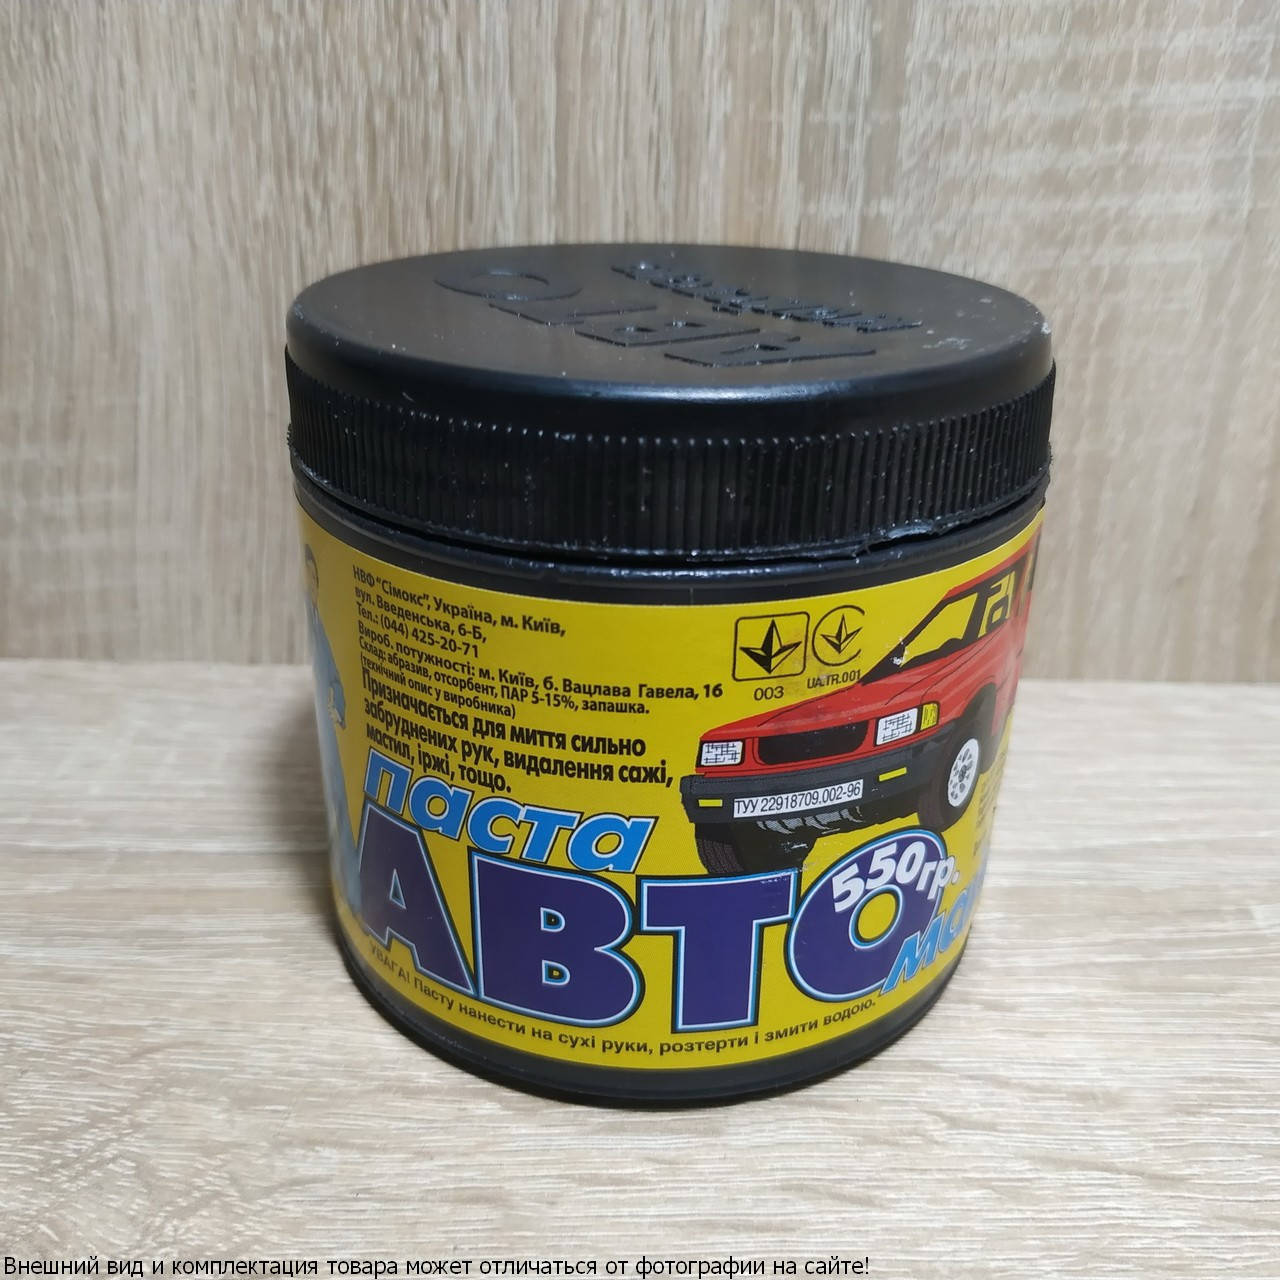 АВТО
НВФ "Сімокс", Україна, м. Київ,
вул. Введенська, 6-Б,
Тел.: (044) 425-20-71
Вироб. потужності: м. Київ, б. Вацлава Гавела, 16
Склад: абразив, отсорбент, ПАР 5-15%, запашка.
(технічний опис у виробника)
Призначається для миття сильно
забруднених рук, видалення сажі,
мастил, іржі, тощо.
003
UA.TR.001
ТУУ 22918709.002-96
паста
АВТО
550гр.
УВАГА! Пасту нанести на сухі руки, розтерти і змити водою.
Внешний вид и комплектация товара может отличаться от фотографии на сайте!